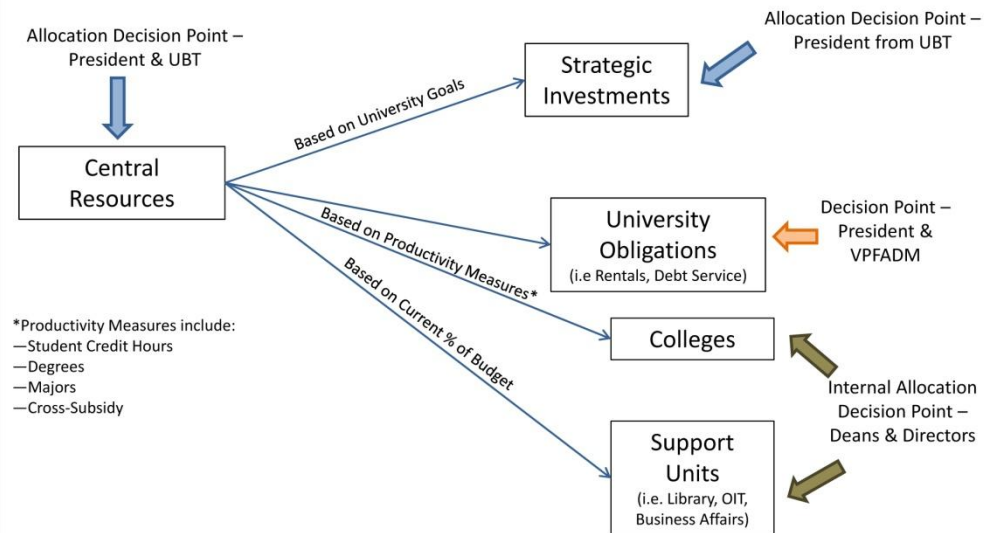 Allocation Decision Point –
President & UBT
Allocation Decision Point –
President from UBT
Strategic
Investments
Based on University Goals
Central
Resources
University
Obligations
(i.e Rentals, Debt Service)
Decision Point –
President &
VPFADM
Based on Productivity Measures*
Based on Current % of Budget
*Productivity Measures include:
—Student Credit Hours
—Degrees
—Majors
—Cross-Subsidy
Colleges
Internal Allocation
Decision Point –
Deans & Directors
Support
Units
(i.e. Library, OIT,
Business Affairs)